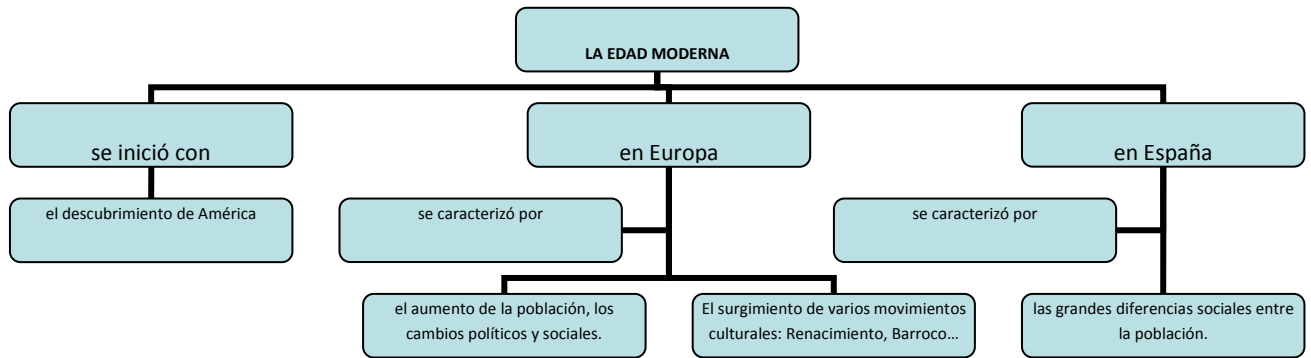 LA EDAD MODERNA
se inició con
en Europa
en España
el descubrimiento de América
se caracterizó por
se caracterizó por
el aumento de la población, los
cambios políticos y sociales.
El surgimiento de varios movimientos
culturales: Renacimiento, Barroco...
las grandes diferencias sociales entre
la población.